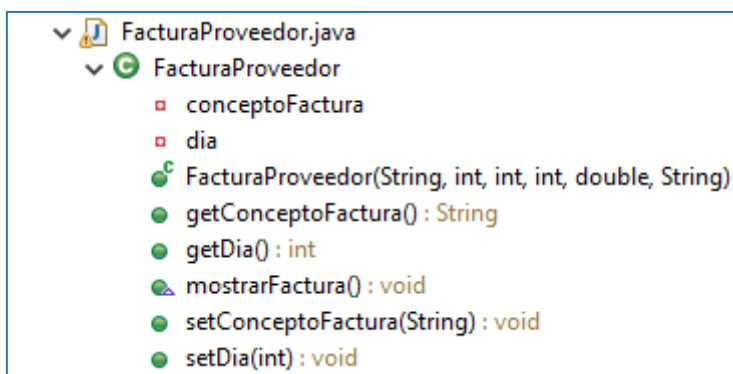 FacturaProveedor.java
FacturaProveedor
conceptoFactura
dia
FacturaProveedor(String, int, int, int, double, String)
getConceptoFactura() : String
getDia() : int
mostrarFactura() : void
setConceptoFactura(String) : void
setDia(int) : void